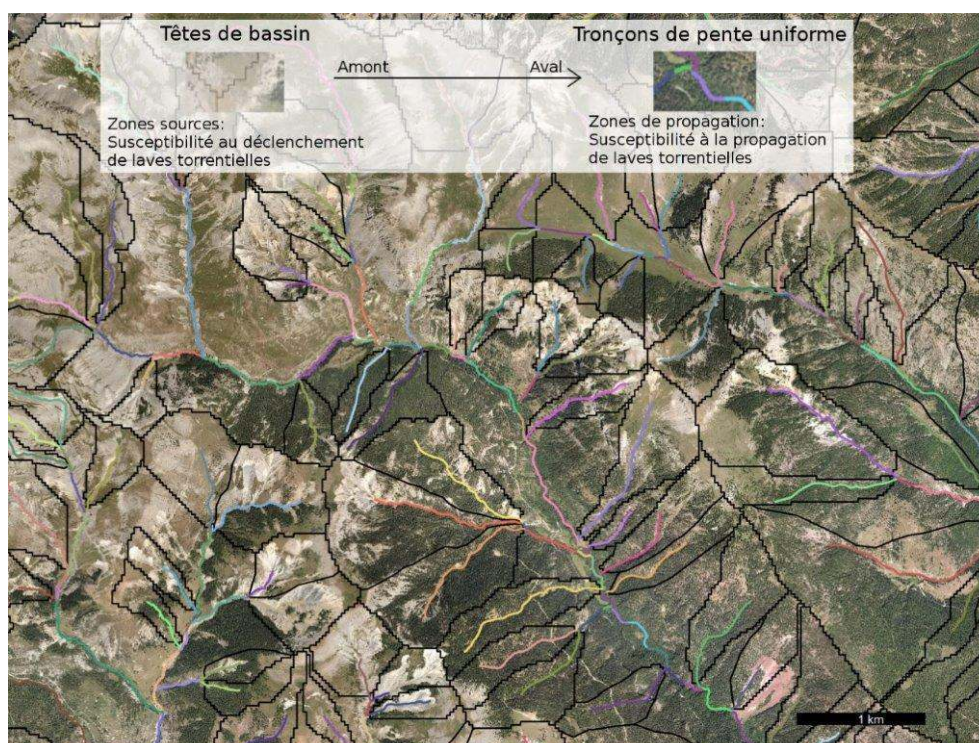 Têtes de bassin
Tronçons de pente uniforme
Amont
Aval
Zones sources:
Susceptibilité au déclenchement
de laves torrentielles
Zones de propagation:
Susceptibilité à la propagation
de laves torrentielles
1 km